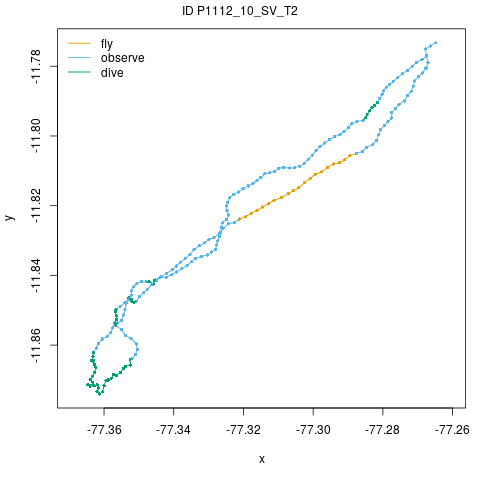 ID P1112_10_SV_T2
fly
observe
dive
-11.78
-11.80
-11.82
-11.84
-11.86
y
-77.36 -77.34 -77.32 -77.30 -77.28 -77.26
x